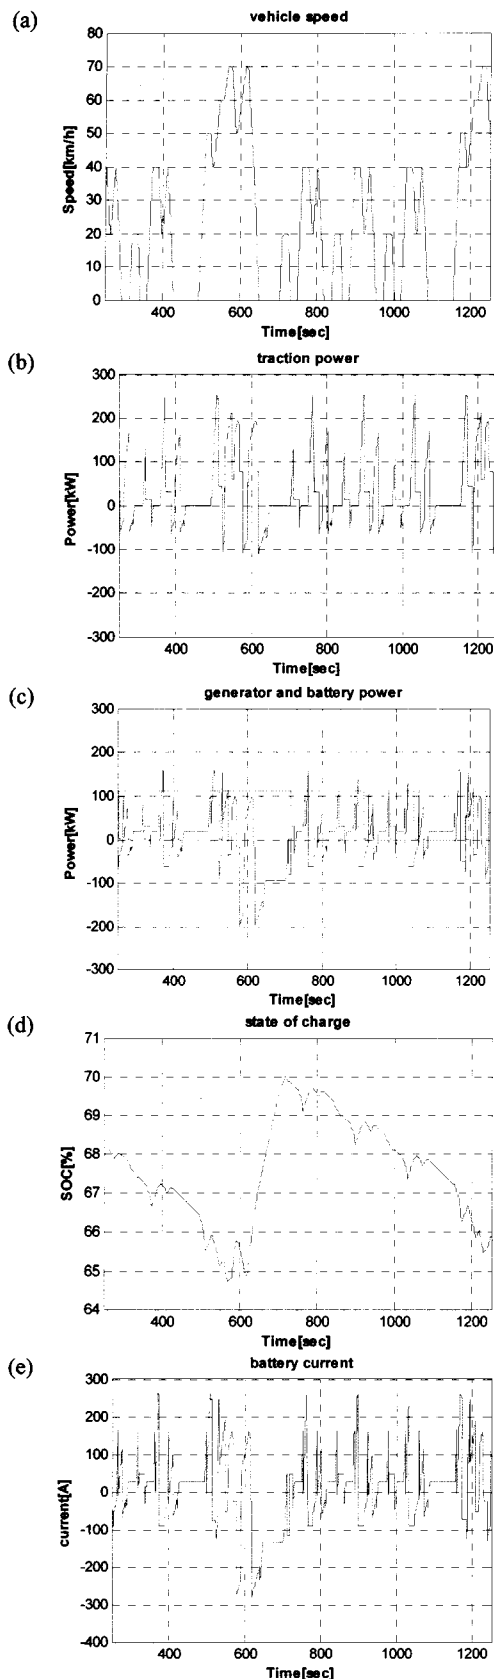 (a)
vehicle speed
80
70
60
50
40
30
20
10
0
Speed[km/h]
400 600 800 1000 1200
Time[sec]
(b)
traction power
300
200
100
0
-100
-200
-300
Power[kW]
400 600 800 1000 1200
Time[sec]
(c)
generator and battery power
300
200
100
0
-100
-200
-300
Power[kW]
400 600 800 1000 1200
Time[sec]
(d)
state of charge
71
70
69
68
67
66
65
64
SOC[%]
400 600 800 1000 1200
Time[sec]
(e)
battery current
300
200
100
0
-100
-200
-300
-400
current[A]
400 600 800 1000 1200
Time[sec]